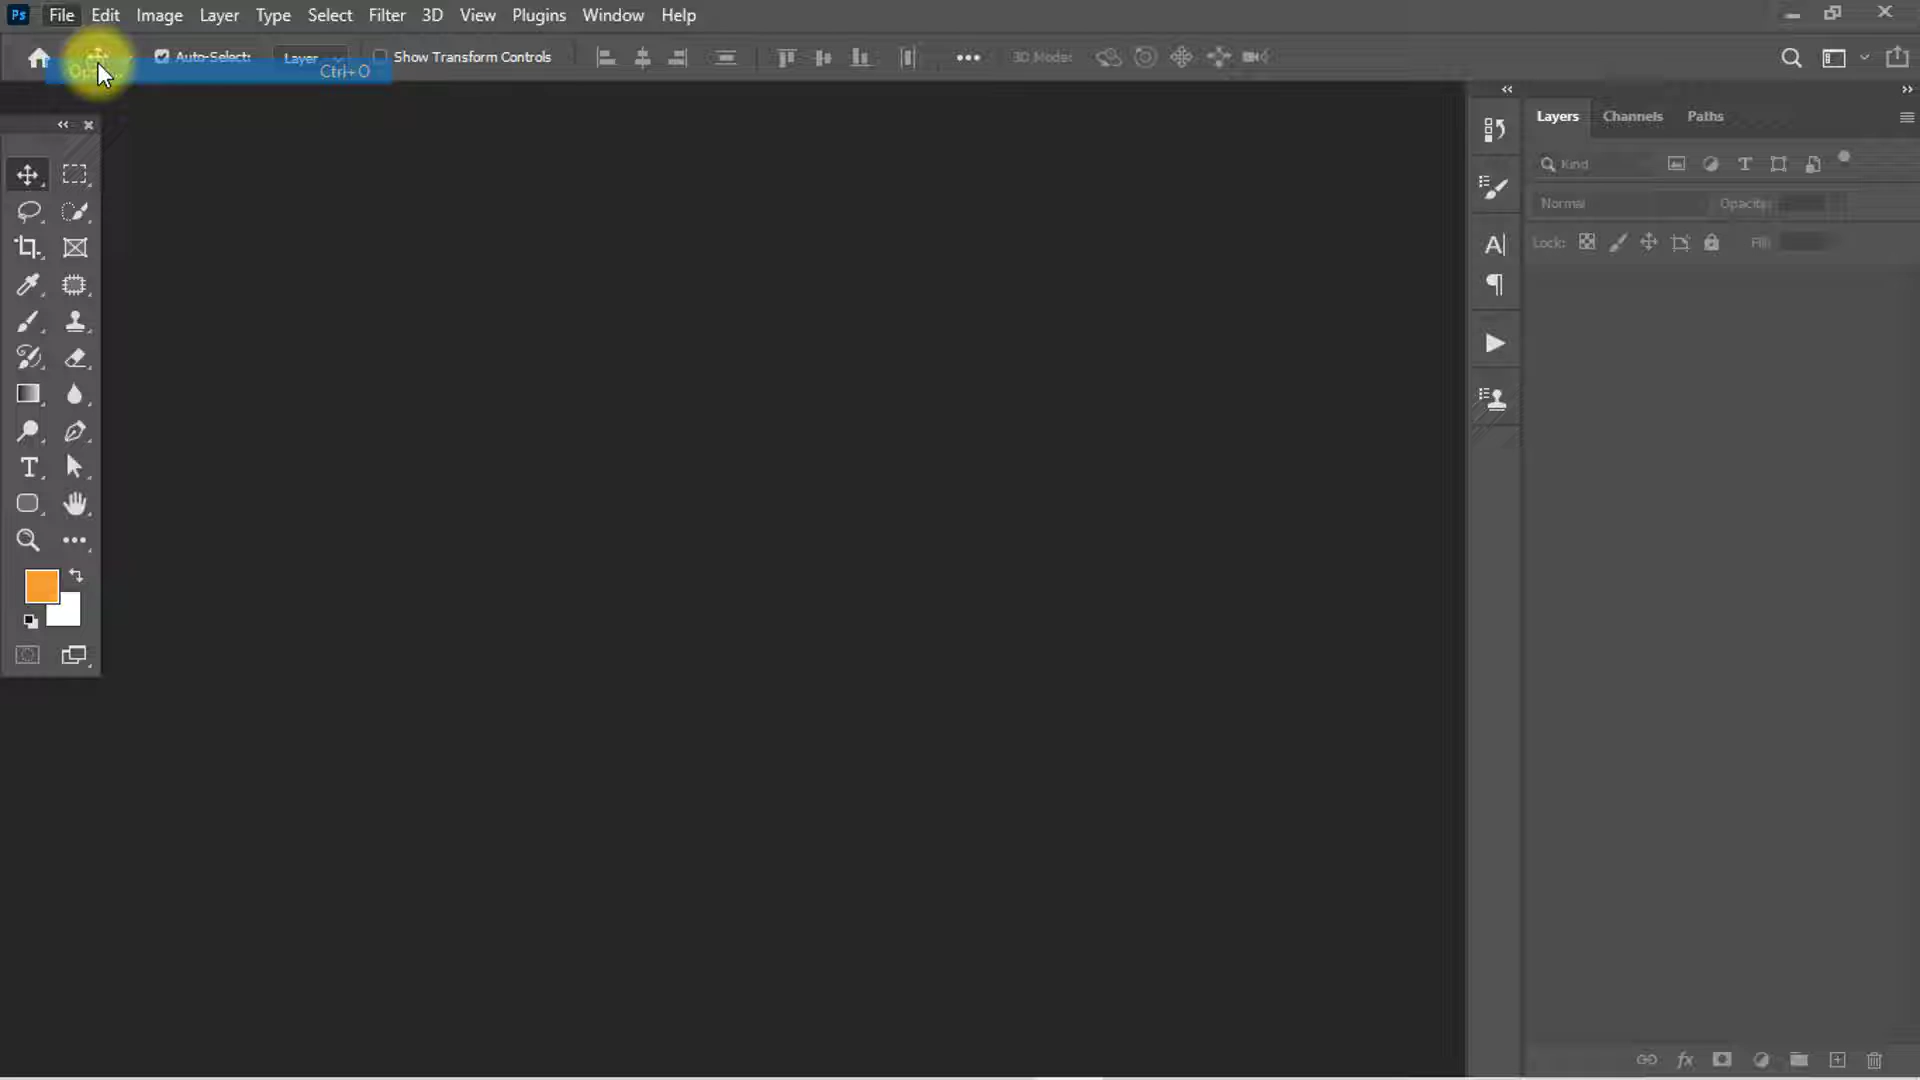 Ps File Edit Image Layer Type Select Filter 3D View Plugins Window Help
Auto-Select: Layer Show Transform Controls 3D Mode:
Ctrl+O
Layers Channels Paths
Kind
Normal Opacity:
Lock: Fill: